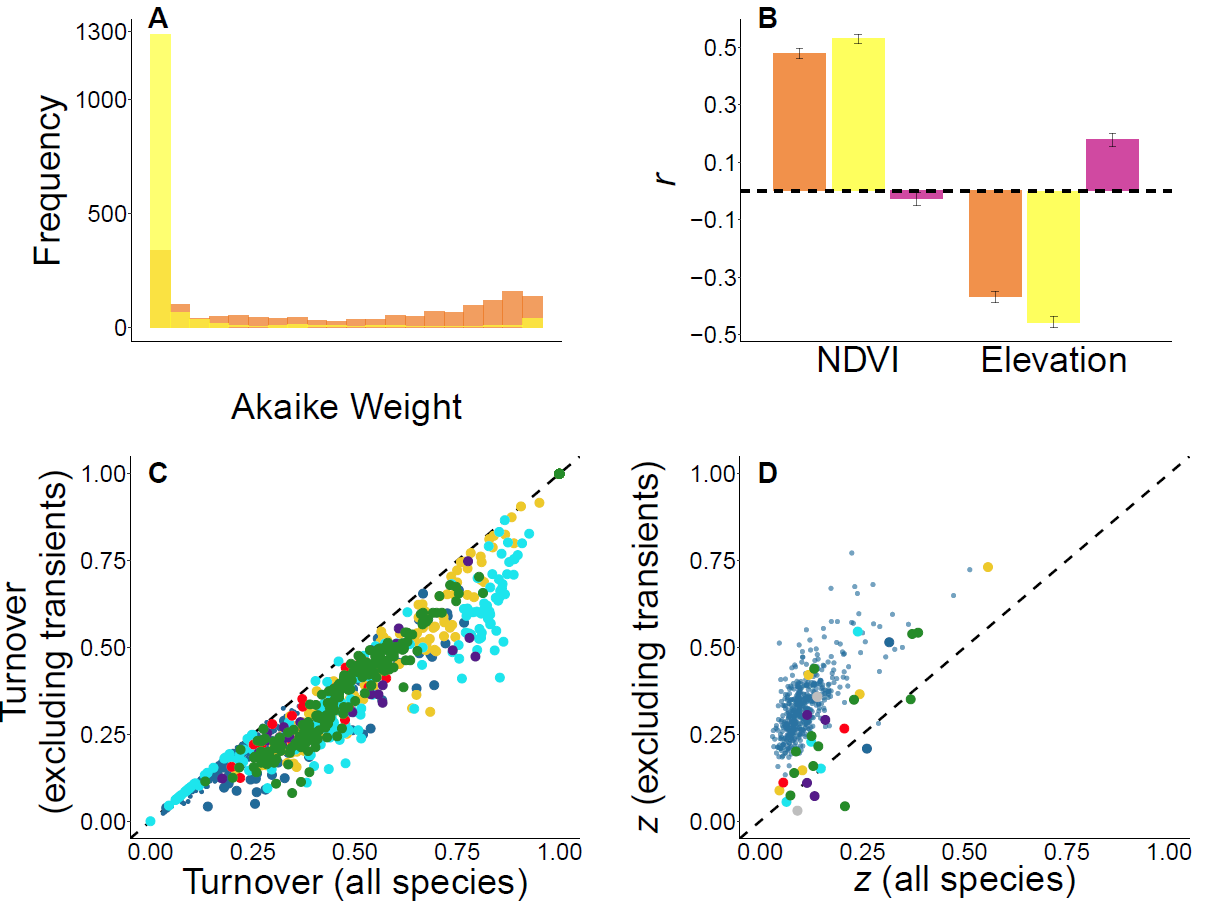 A
Frequency
1300
1000
500
0
Akaike Weight
B
r
0.5
0.3
0.1
−0.1
−0.3
−0.5
NDVI
Elevation
C
Turnover
(excluding transients)
1.00
0.75
0.50
0.25
0.00
0.00 0.25 0.50 0.75 1.00
Turnover (all species)
D
z (excluding transients)
1.00
0.75
0.50
0.25
0.00
0.00 0.25 0.50 0.75 1.00
z (all species)